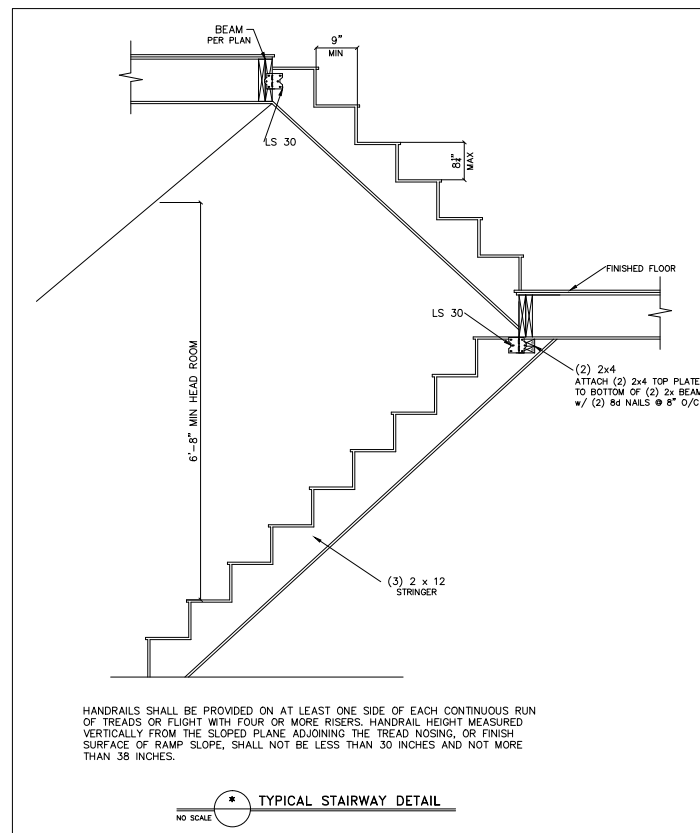 BEAM
PER PLAN
9"
MIN
LS 30
8¼"
MAX
FINISHED FLOOR
LS 30
(2) 2x4
ATTACH (2) 2x4 TOP PLATE
TO BOTTOM OF (2) 2x BEAM
w/ (2) 8d NAILS @ 8" O/C
6'-8" MIN HEAD ROOM
(3) 2 x 12
STRINGER
HANDRAILS SHALL BE PROVIDED ON AT LEAST ONE SIDE OF EACH CONTINUOUS RUN
OF TREADS OR FLIGHT WITH FOUR OR MORE RISERS. HANDRAIL HEIGHT MEASURED
VERTICALLY FROM THE SLOPED PLANE ADJOINING THE TREAD NOSING, OR FINISH
SURFACE OF RAMP SLOPE, SHALL NOT BE LESS THAN 30 INCHES AND NOT MORE
THAN 38 INCHES.
* TYPICAL STAIRWAY DETAIL
NO SCALE